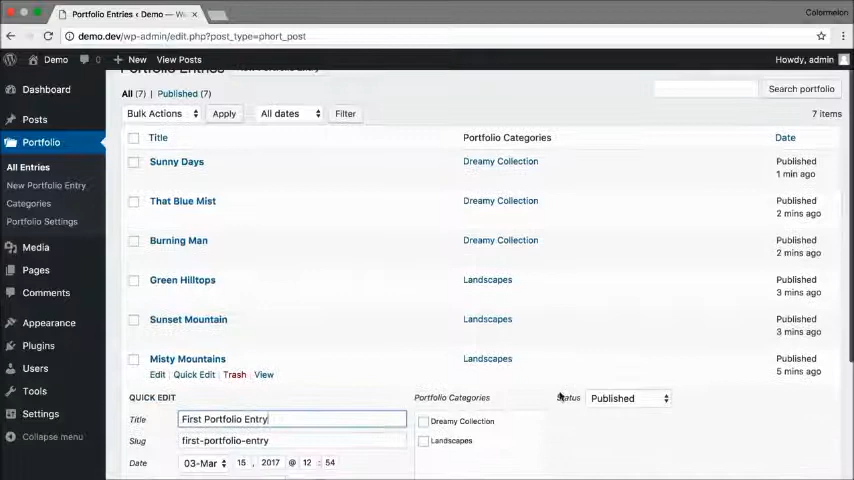 Portfolio Entries ‹ Demo — W
Colormelon
demo.dev/wp-admin/edit.php?post_type=phort_post
Demo 0 New View Posts Howdy, admin
Portfolio Entries
Dashboard
Posts
Portfolio
All Entries
New Portfolio Entry
Categories
Portfolio Settings
Media
Pages
Comments
Appearance
Plugins
Users
Tools
Settings
Collapse menu
All (7) | Published (7)
Search portfolio
Bulk Actions Apply All dates Filter
7 items
Title Portfolio Categories Date
Sunny Days Dreamy Collection Published
1 min ago
That Blue Mist Dreamy Collection Published
2 mins ago
Burning Man Dreamy Collection Published
2 mins ago
Green Hilltops Landscapes Published
3 mins ago
Sunset Mountain Landscapes Published
3 mins ago
Misty Mountains Landscapes Published
Edit | Quick Edit | Trash | View 5 mins ago
QUICK EDIT Portfolio Categories Status Published
Title First Portfolio Entry
Dreamy Collection
Slug first-portfolio-entry
Landscapes
Date 03-Mar 15 , 2017 @ 12 : 54